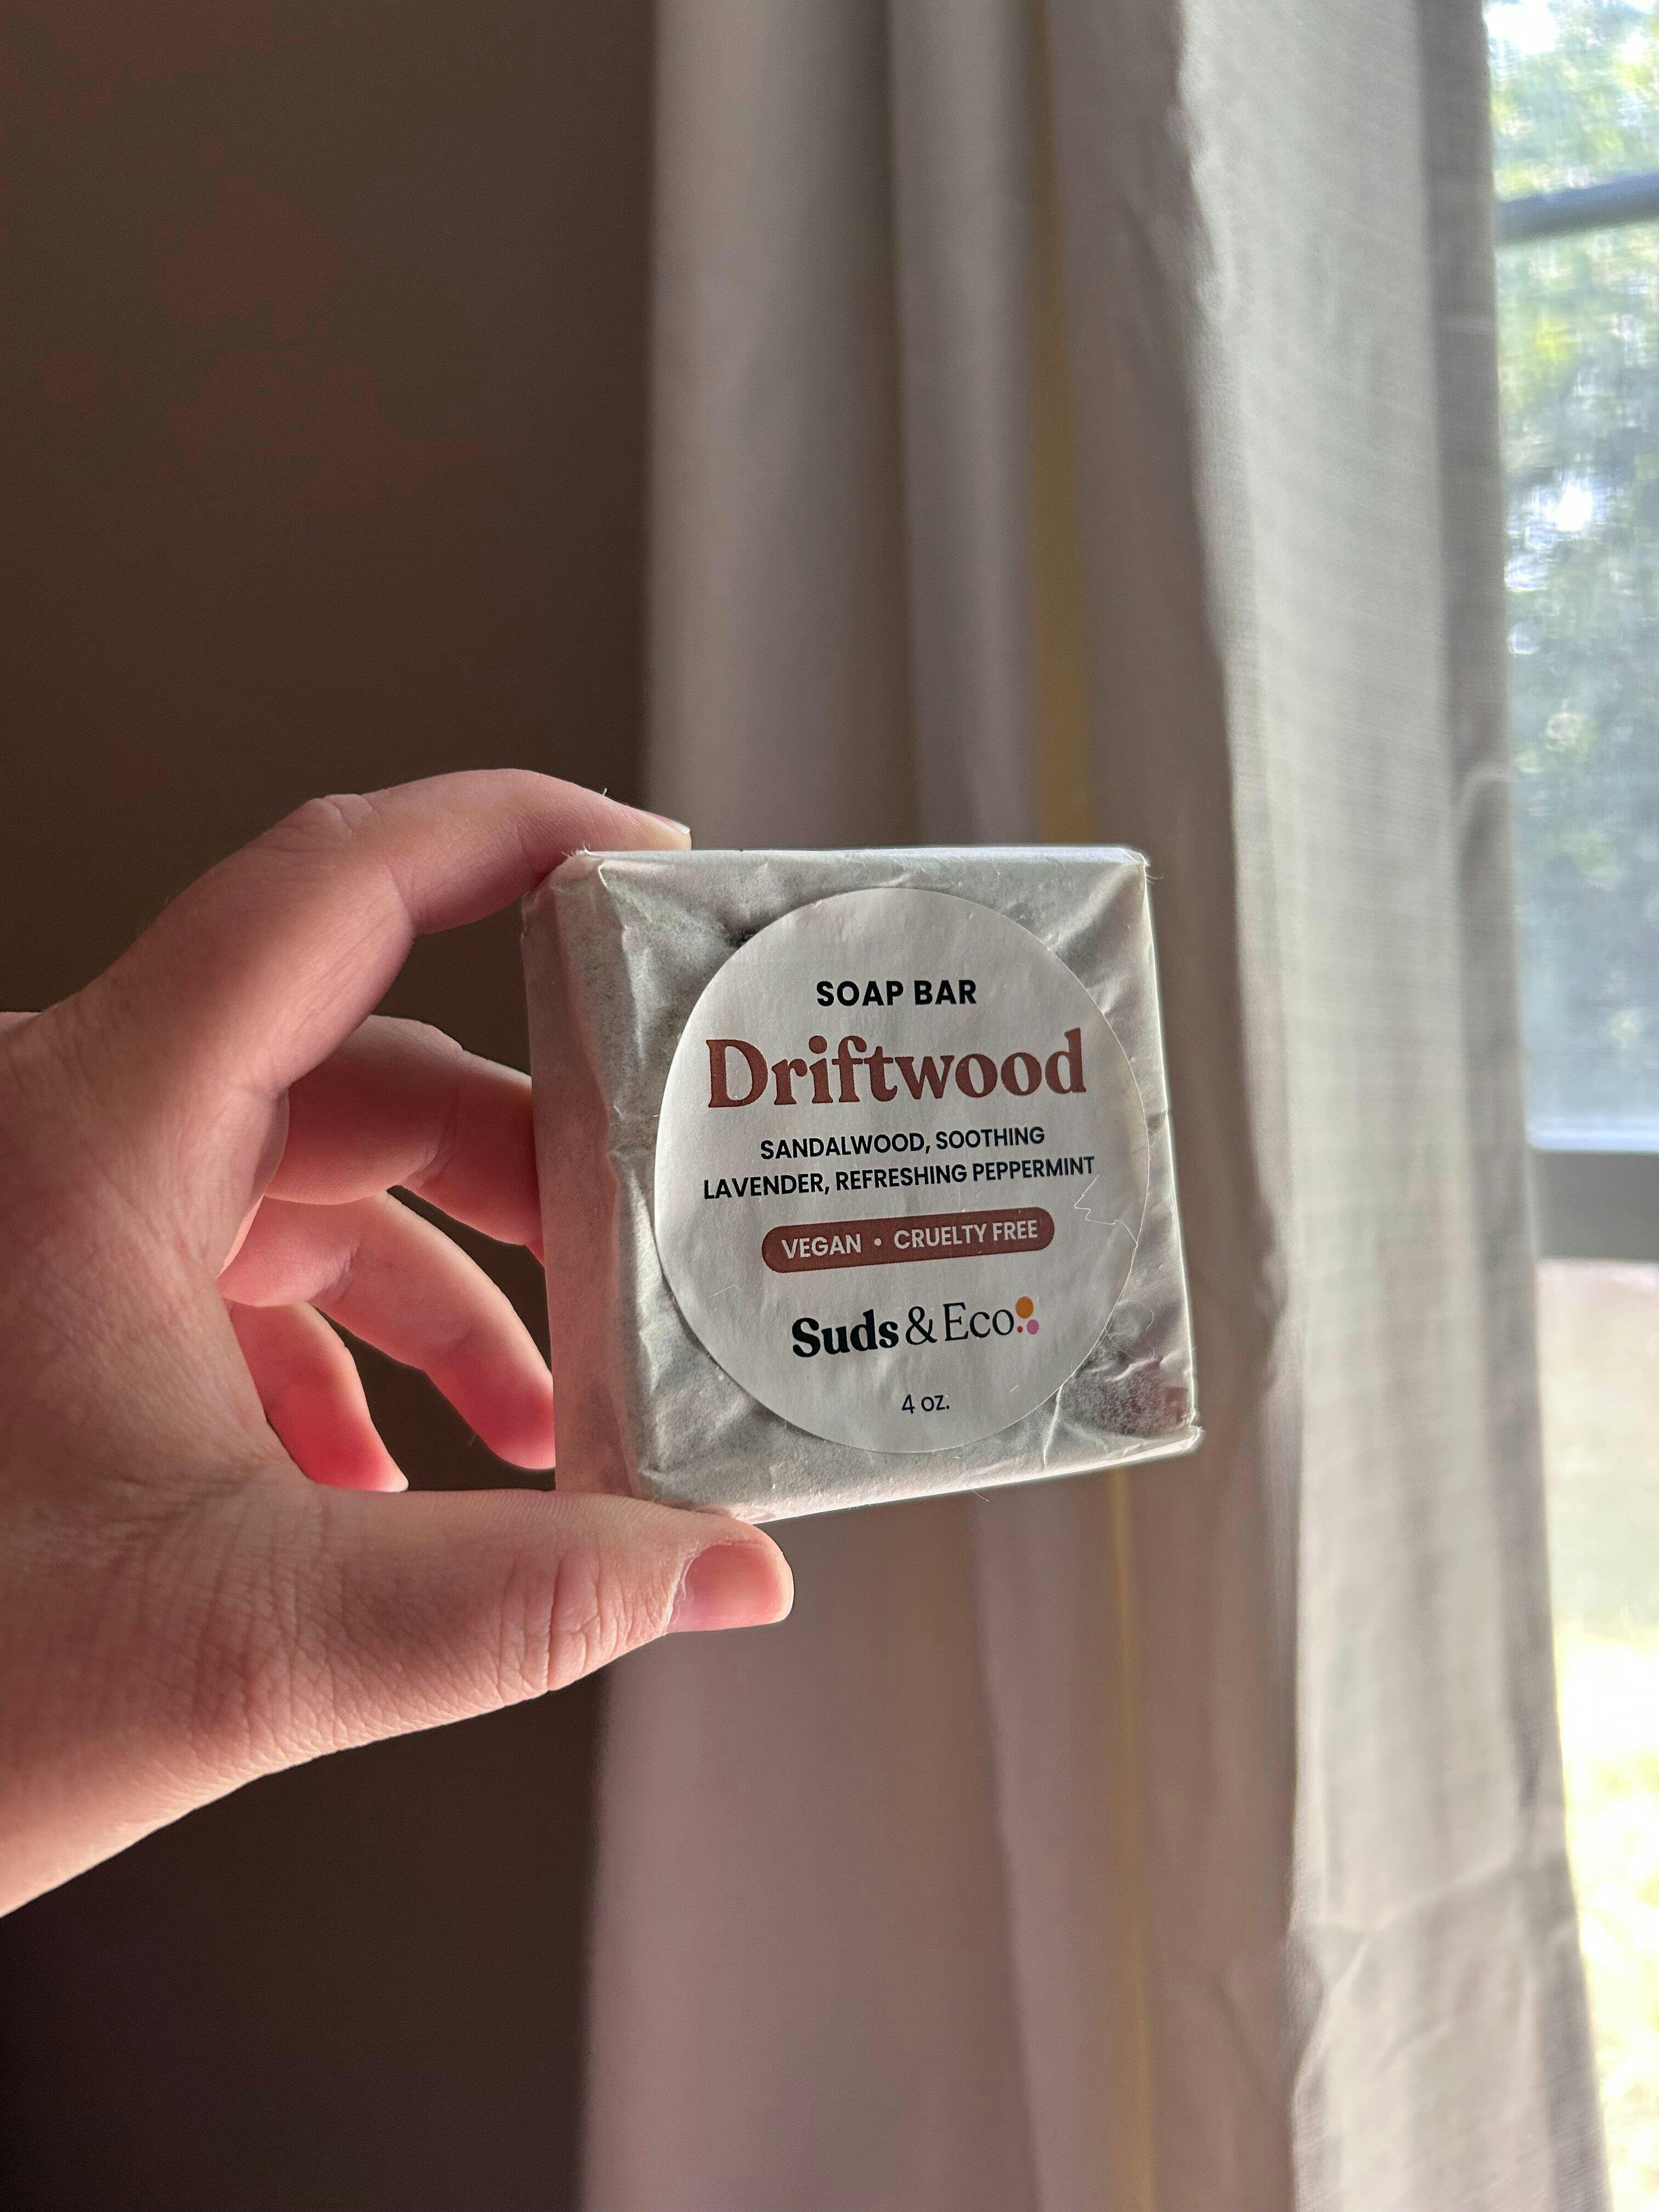 SOAP BAR
Driftwood
SANDALWOOD, SOOTHING
LAVENDER, REFRESHING PEPPERMINT
VEGAN • CRUELTY FREE
Suds & Eco
4 oz.